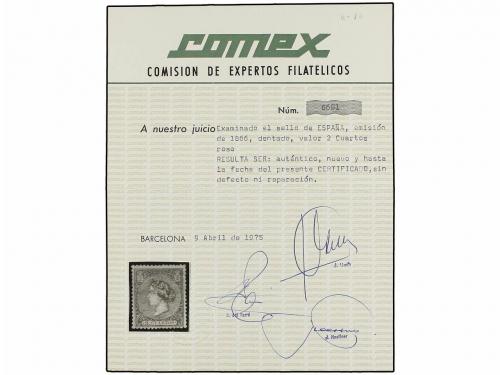 comex
COMISION DE EXPERTOS FILATELICOS
Núm. 6691
A nuestro juicio Examinado el sello de ESPAÑA, emisión
de 1866, dentado, valor 2 Cuartos
rosa
RESULTA SER: auténtico, nuevo y hasta
la fecha del presente CERTIFICADO, sin
defecto ni reparación.
BARCELONA 9 Abril de 1975